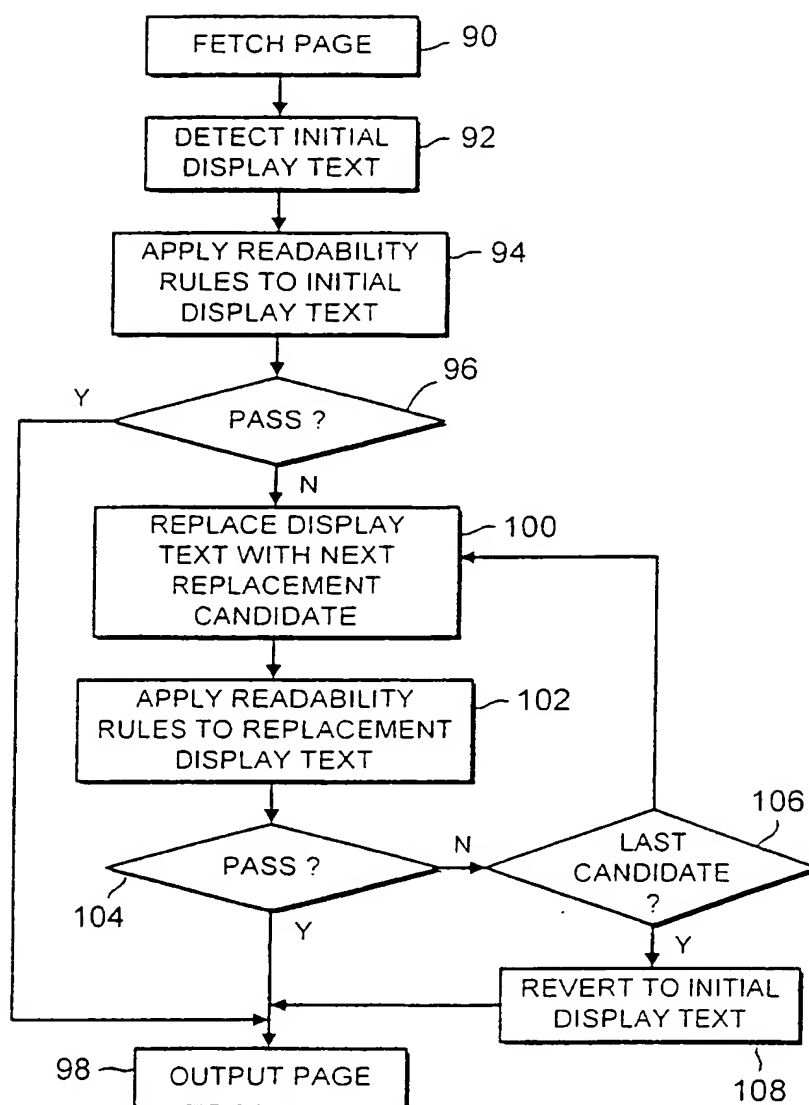 FETCH PAGE
90
DETECT INITIAL
DISPLAY TEXT
92
APPLY READABILITY
RULES TO INITIAL
DISPLAY TEXT
94
Y
PASS ?
96
N
REPLACE DISPLAY
TEXT WITH NEXT
REPLACEMENT
CANDIDATE
100
APPLY READABILITY
RULES TO REPLACEMENT
DISPLAY TEXT
102
PASS ?
104
N
LAST
CANDIDATE
?
106
Y
Y
REVERT TO INITIAL
DISPLAY TEXT
108
98
OUTPUT PAGE